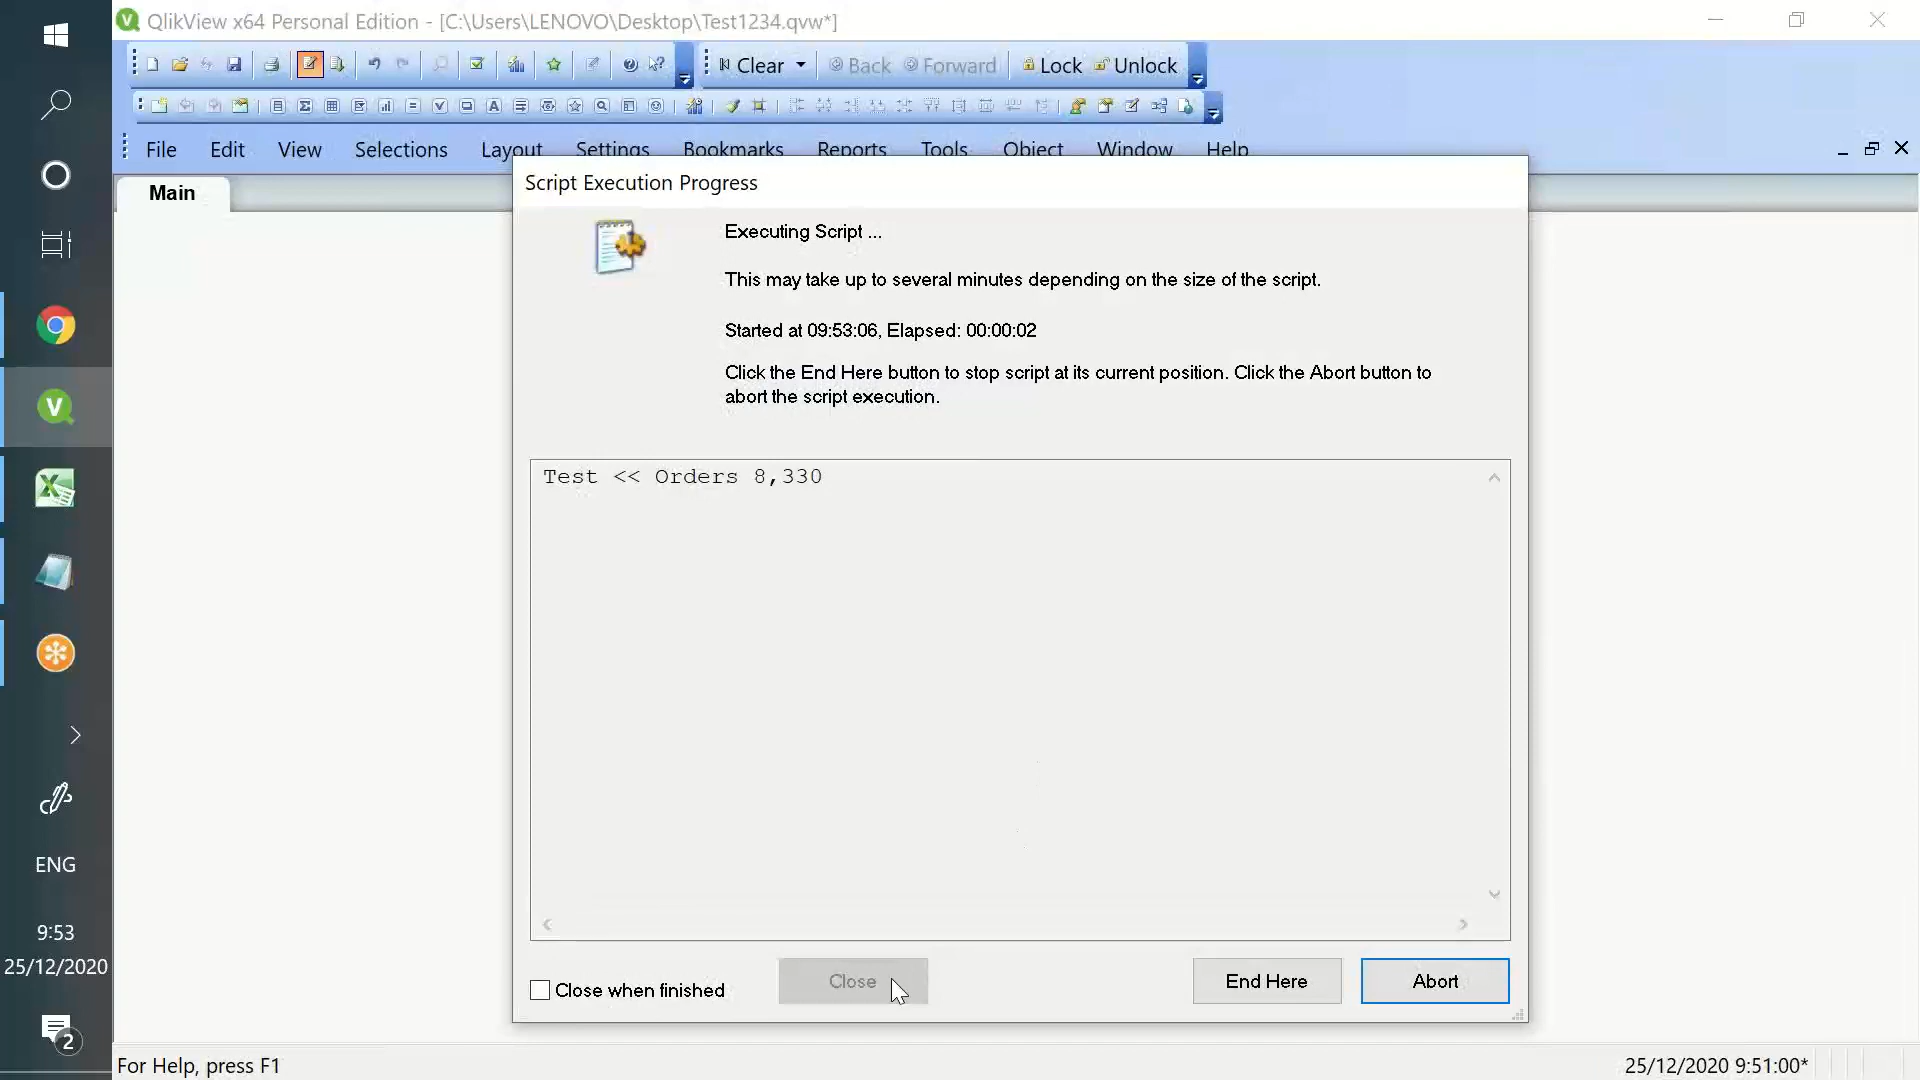 QlikView x64 Personal Edition - [C:\Users\LENOVO\Desktop\Test1234.qvw*]
Clear Back Forward Lock Unlock
File Edit View Selections Layout Settings Bookmarks Reports Tools Object Window Help
Main
Script Execution Progress
Executing Script ...
This may take up to several minutes depending on the size of the script.
Started at 09:53:06, Elapsed: 00:00:02
Click the End Here button to stop script at its current position. Click the Abort button to
abort the script execution.
Test << Orders 8,330
Close when finished
Close
End Here
Abort
ENG
9:53
25/12/2020
2
For Help, press F1
25/12/2020 9:51:00*